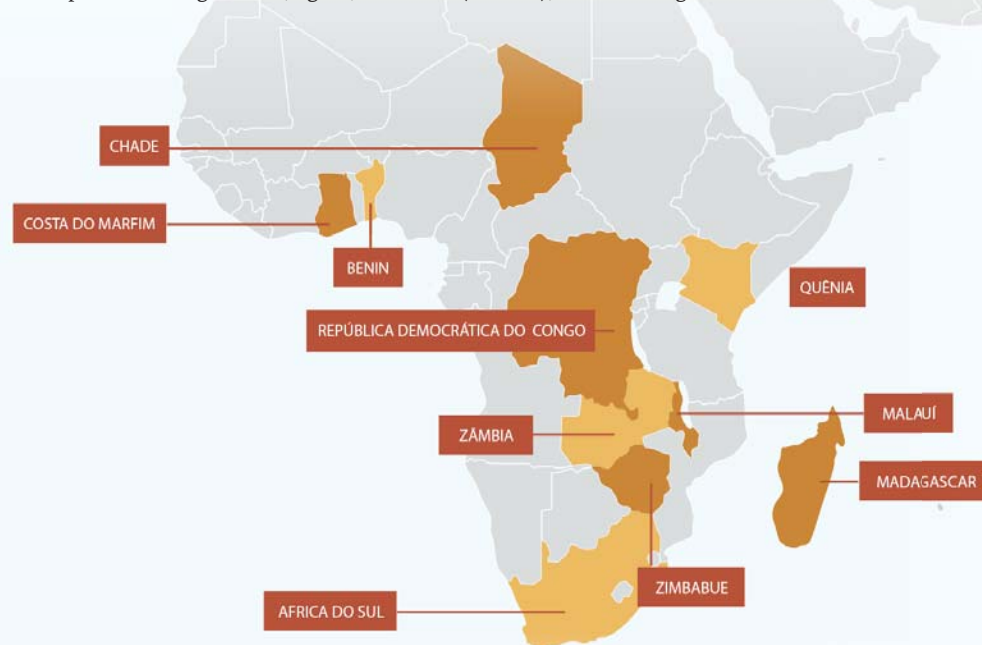 CHADE
COSTA DO MARFIM
BENIN
QUÊNIA
REPÚBLICA DEMOCRÁTICA DO CONGO
MALAUÍ
ZÂMBIA
MADAGASCAR
ZIMBABUE
AFRICA DO SUL